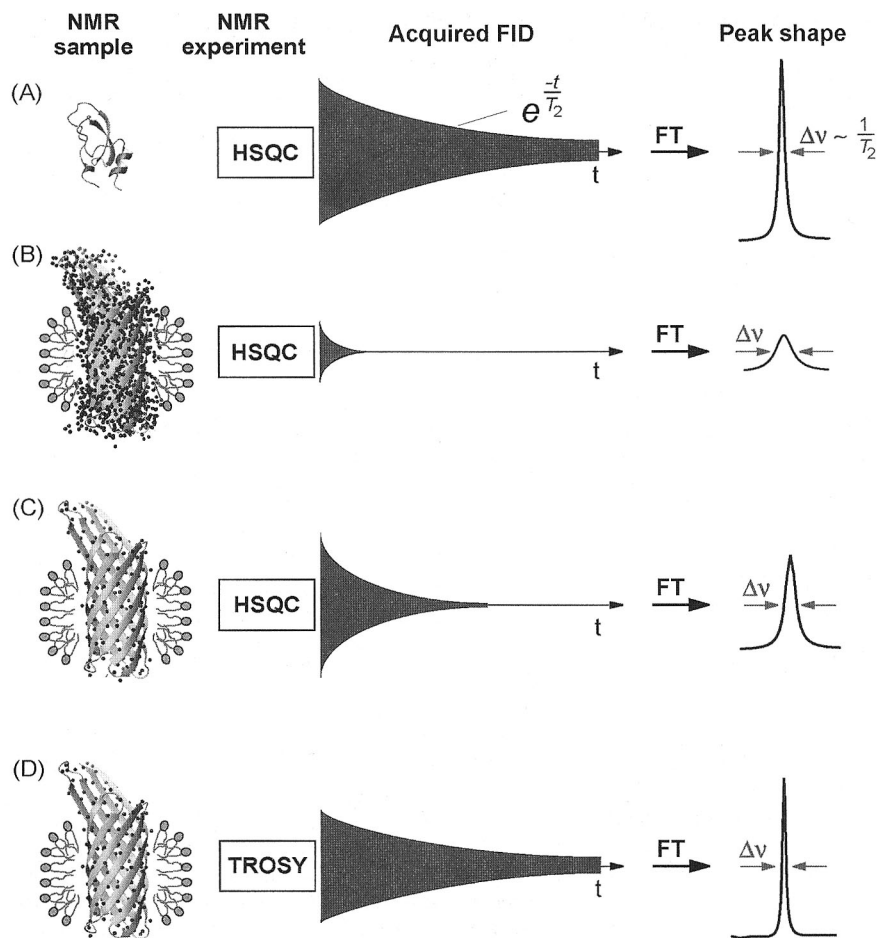 NMR sample NMR experiment Acquired FID Peak shape
(A)
HSQC
e^{-t/T₂}
t
FT
Δν ~ 1/T₂
(B)
HSQC
t
FT
Δν
(C)
HSQC
t
FT
Δν
(D)
TROSY
t
FT
Δν